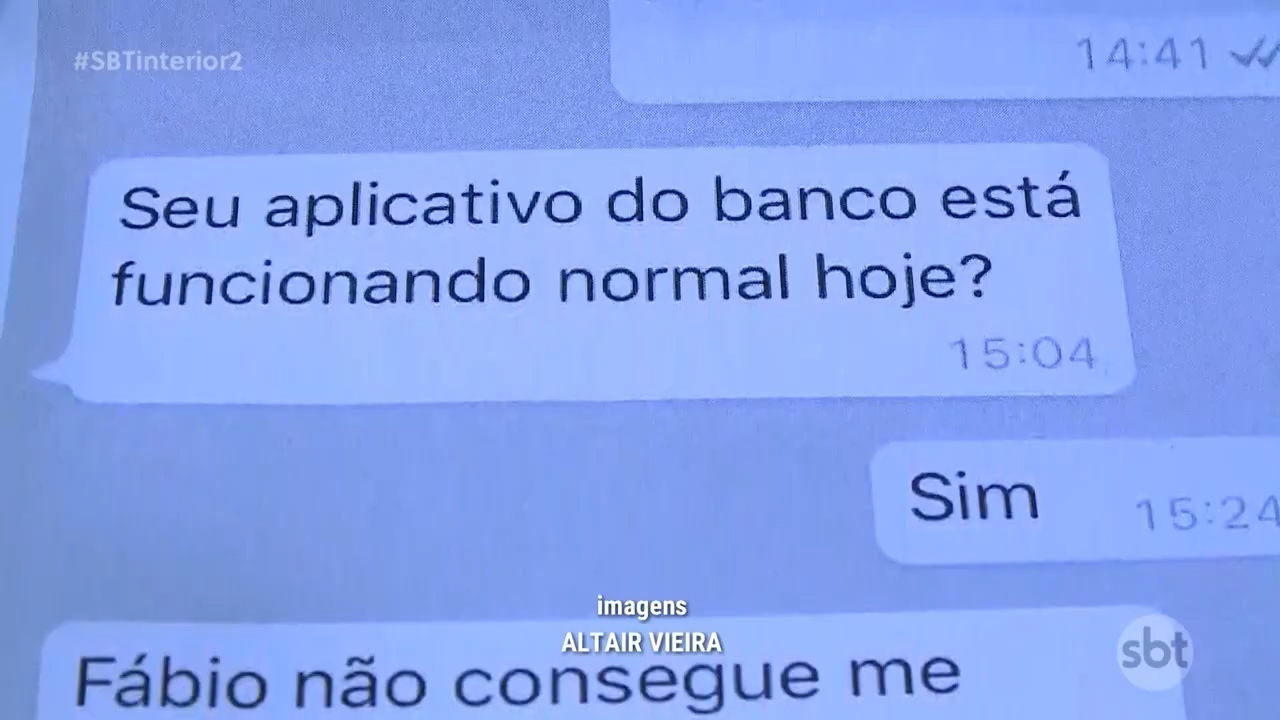 #SBTinterior2
14:41
Seu aplicativo do banco está
funcionando normal hoje?
15:04
Sim 15:24
imagens
ALTAIR VIEIRA
Fábio não consegue me
sbt